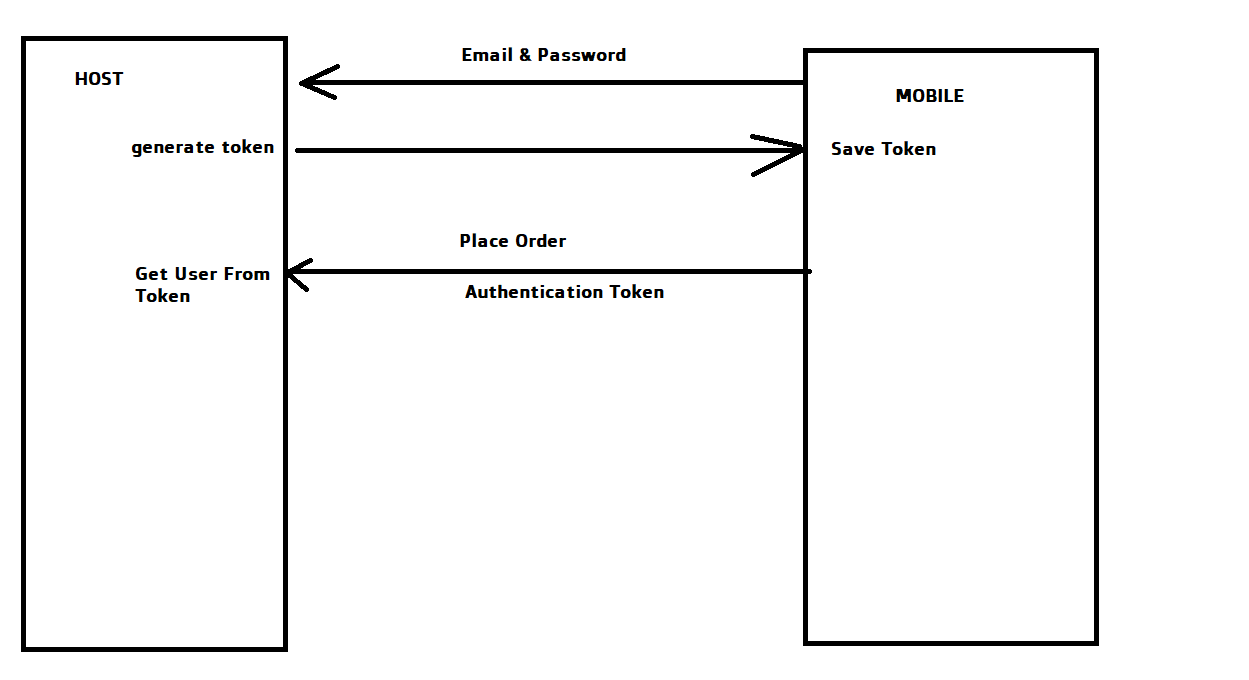 Email & Password
HOST
MOBILE
generate token
Save Token
Place Order
Get User From
Token
Authentication Token